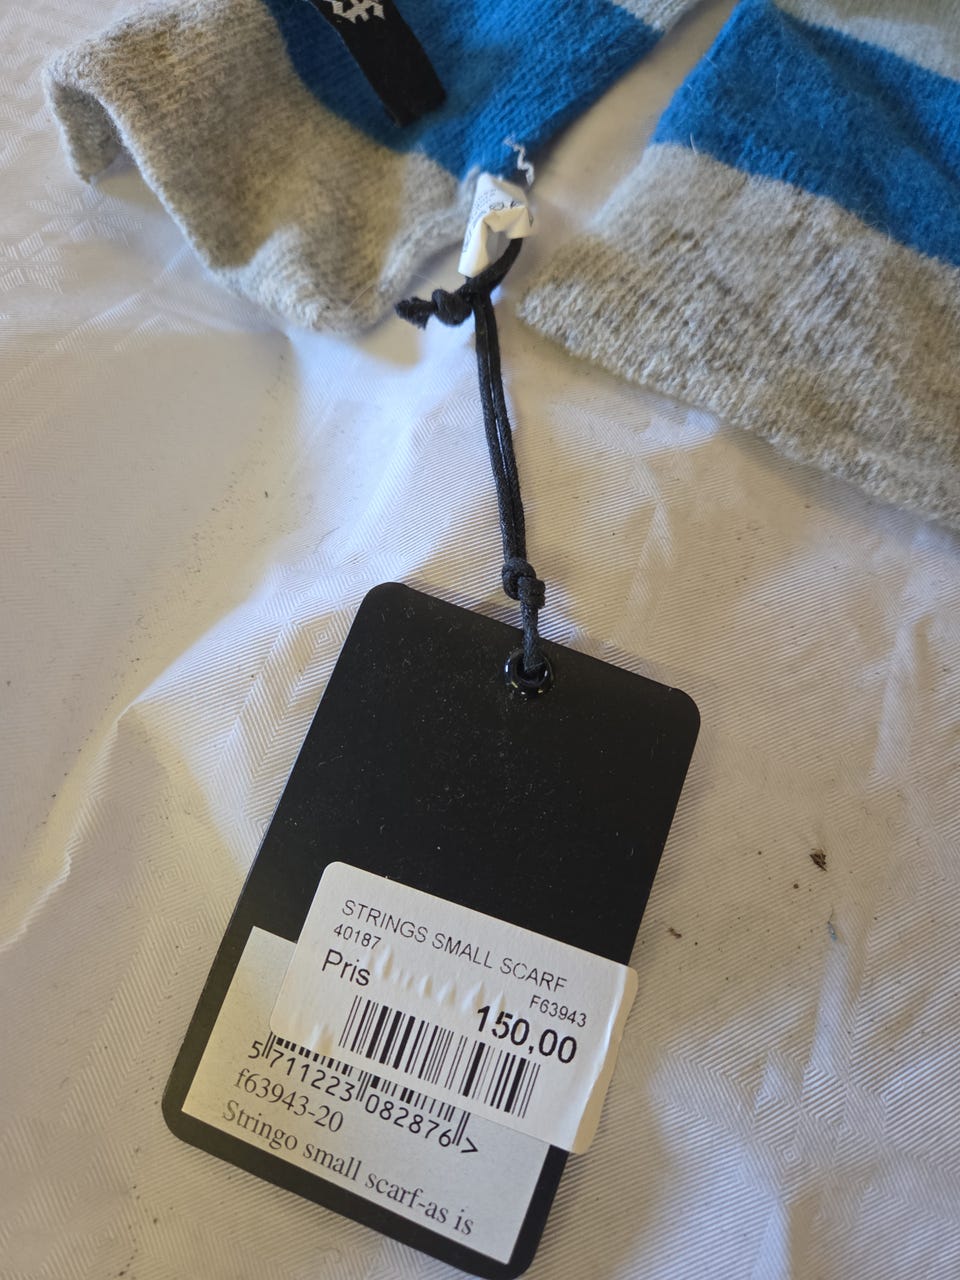 STRINGS SMALL SCARF
40187
F63943
Pris
150,00
5 711223 082876 >
f63943-20
Stringo small scarf-as is